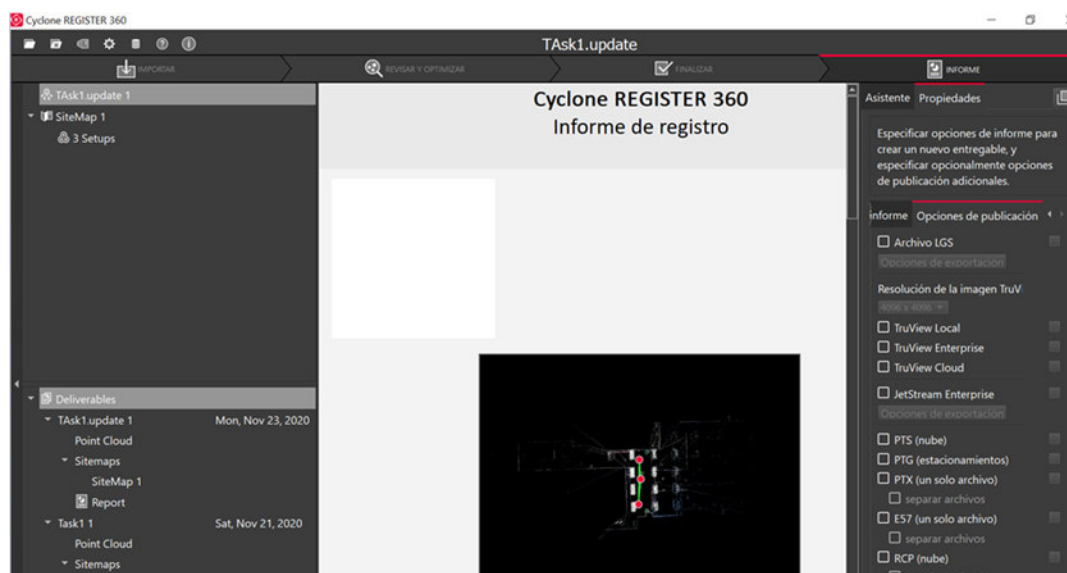 Cyclone REGISTER 360
TAsk1.update
IMPORTAR
REVISAR Y OPTIMIZAR
FINALIZAR
INFORME
TAsk1.update 1
SiteMap 1
3 Setups
Deliverables
TAsk1.update 1 Mon, Nov 23, 2020
Point Cloud
Sitemaps
SiteMap 1
Report
Task1 1 Sat, Nov 21, 2020
Point Cloud
Sitemaps
Cyclone REGISTER 360
Informe de registro
Asistente Propiedades
Especificar opciones de informe para
crear un nuevo entregable, y
especificar opcionalmente opciones
de publicación adicionales.
informe Opciones de publicación
Archivo LGS
Opciones de exportación
Resolución de la imagen TruV
4096 x 4096
TruView Local
TruView Enterprise
TruView Cloud
JetStream Enterprise
Opciones de exportación
PTS (nube)
PTG (estacionamientos)
PTX (un solo archivo)
separar archivos
E57 (un solo archivo)
separar archivos
RCP (nube)